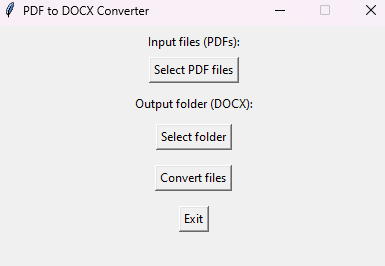 PDF to DOCX Converter
Input files (PDFs):
Select PDF files
Output folder (DOCX):
Select folder
Convert files
Exit